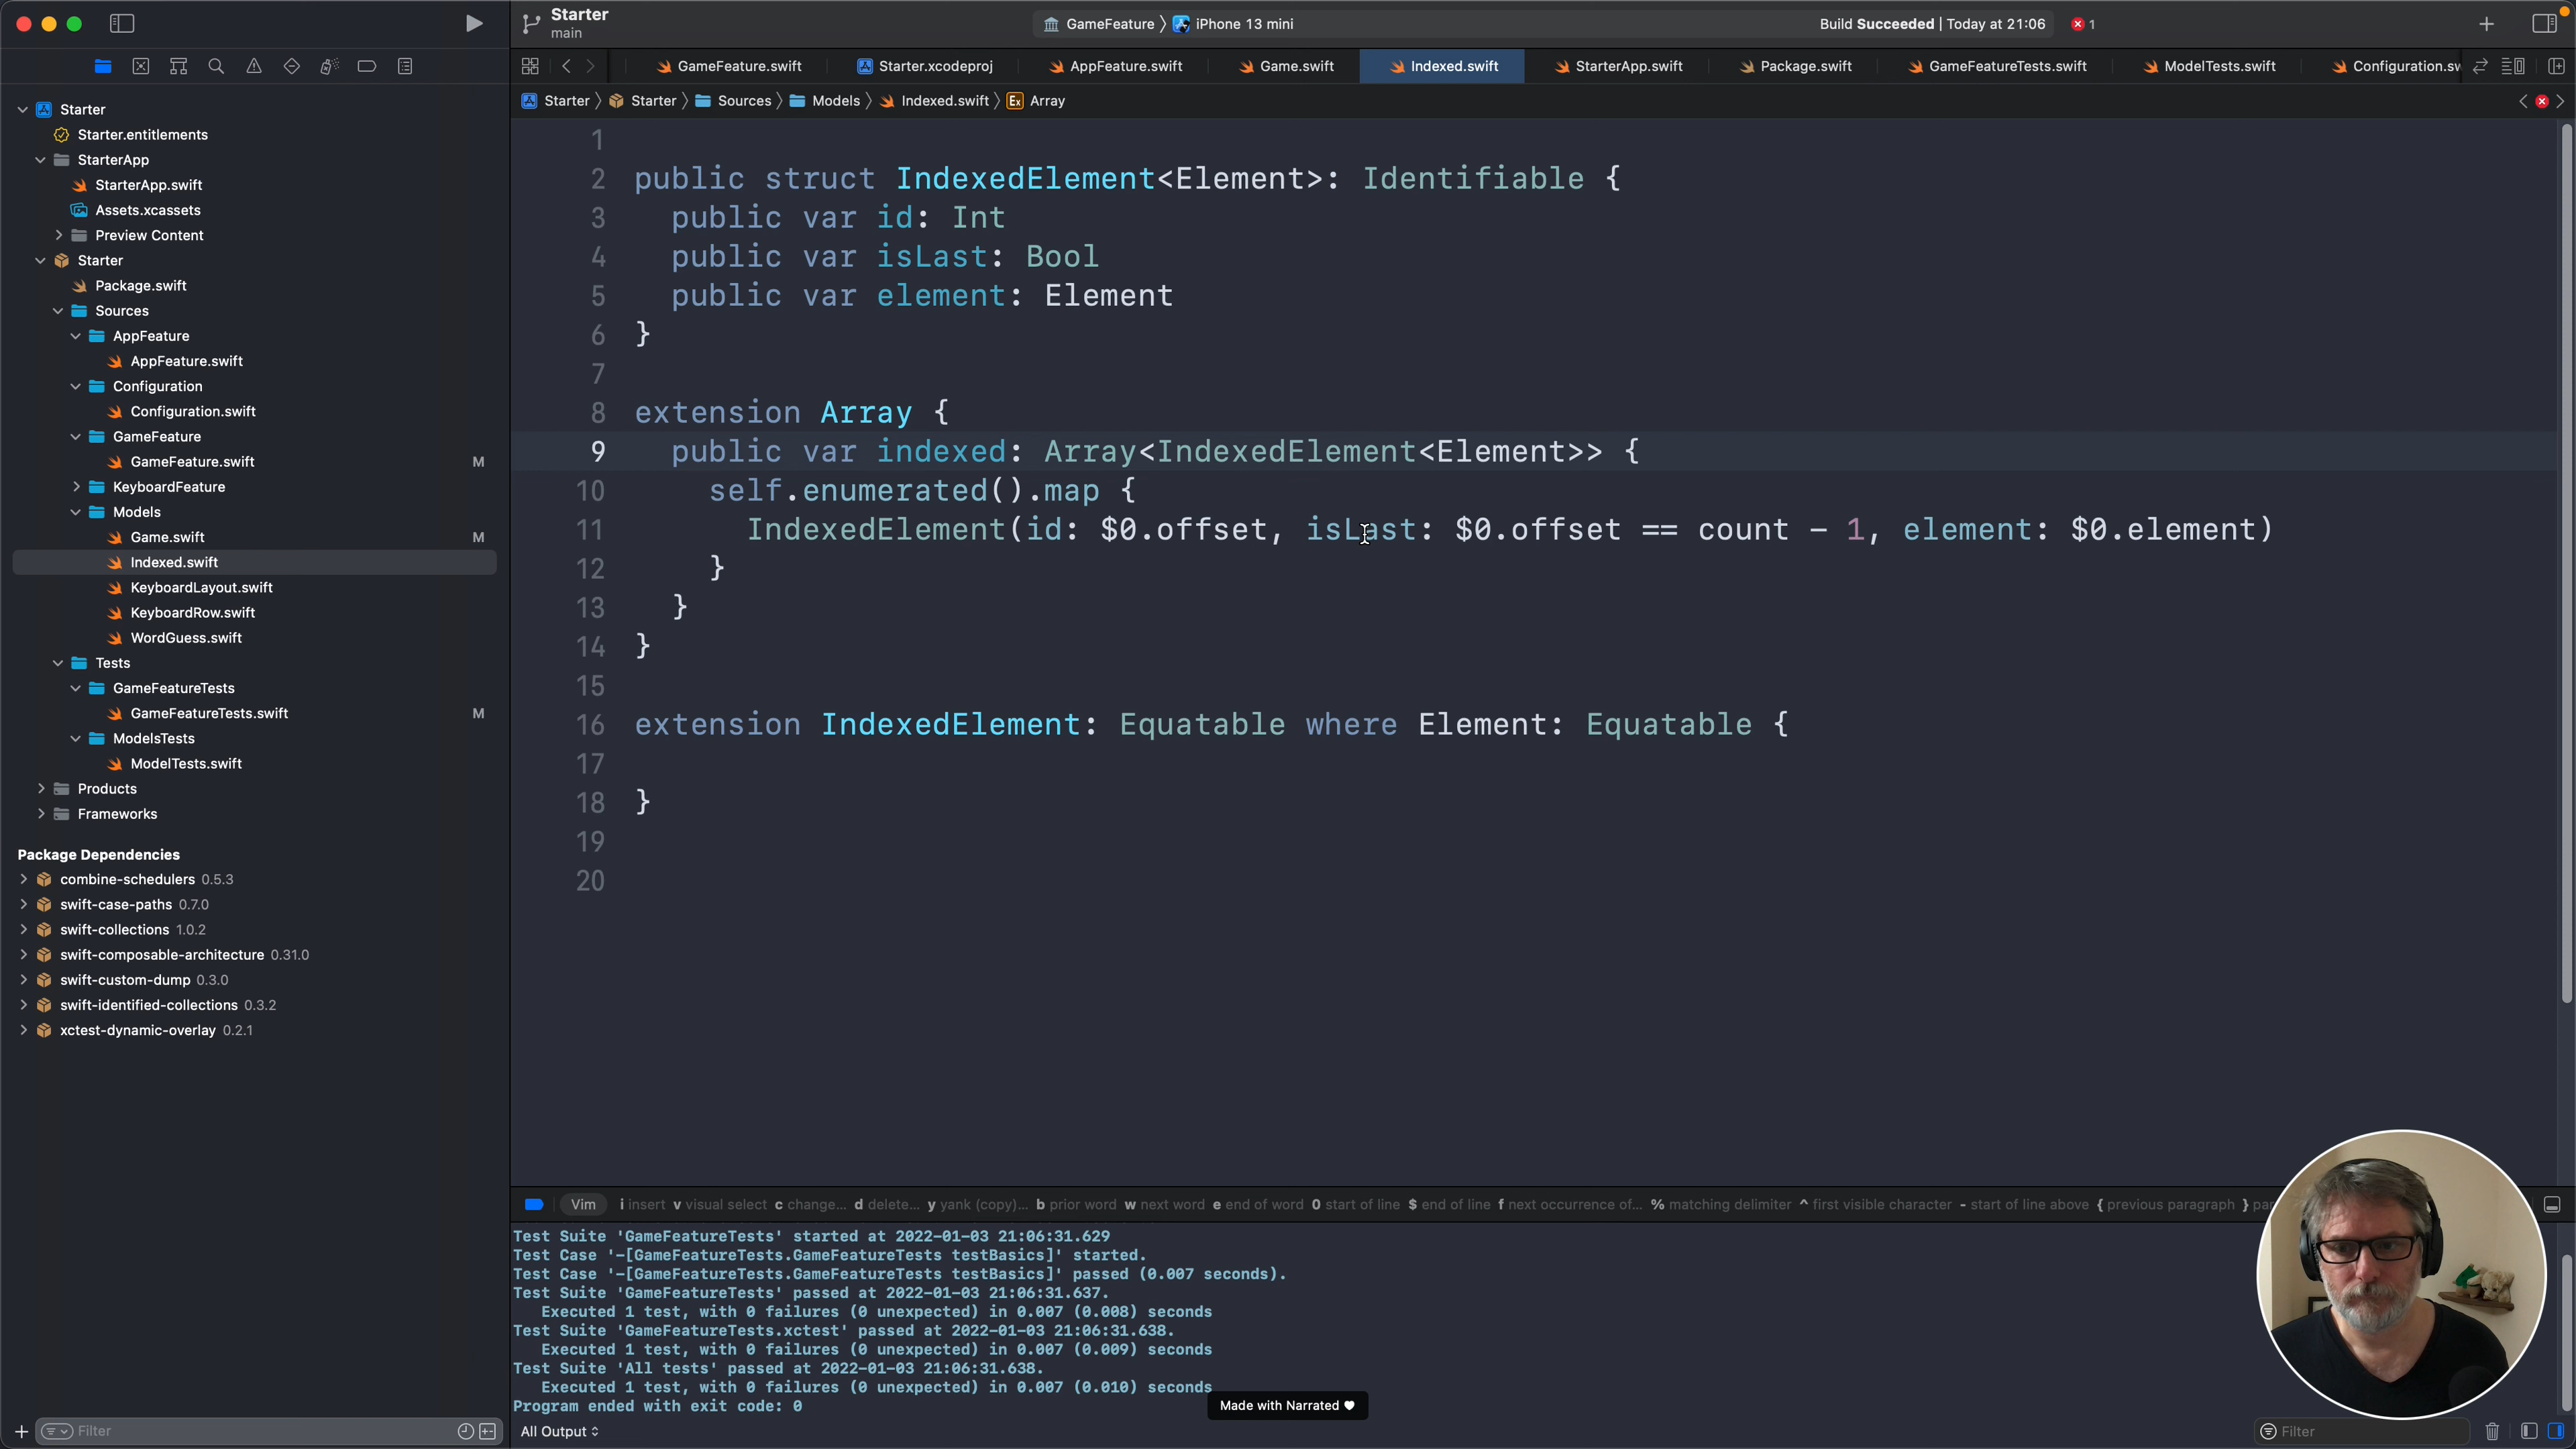 Starter
main
GameFeature
iPhone 13 mini
Build Succeeded | Today at 21:06
1
GameFeature.swift
Starter.xcodeproj
AppFeature.swift
Game.swift
Indexed.swift
StarterApp.swift
Package.swift
GameFeatureTests.swift
ModelTests.swift
Configuration.sw
Starter
Starter
Sources
Models
Indexed.swift
Ex Array
Starter
Starter.entitlements
StarterApp
StarterApp.swift
Assets.xcassets
Preview Content
Starter
Package.swift
Sources
AppFeature
AppFeature.swift
Configuration
Configuration.swift
GameFeature
GameFeature.swift M
KeyboardFeature
Models
Game.swift M
Indexed.swift
KeyboardLayout.swift
KeyboardRow.swift
WordGuess.swift
Tests
GameFeatureTests
GameFeatureTests.swift M
ModelsTests
ModelTests.swift
Products
Frameworks
Package Dependencies
combine-schedulers 0.5.3
swift-case-paths 0.7.0
swift-collections 1.0.2
swift-composable-architecture 0.31.0
swift-custom-dump 0.3.0
swift-identified-collections 0.3.2
xctest-dynamic-overlay 0.2.1
Filter
1
2 public struct IndexedElement<Element>: Identifiable {
3 public var id: Int
4 public var isLast: Bool
5 public var element: Element
6 }
7
8 extension Array {
9 public var indexed: Array<IndexedElement<Element>> {
10 self.enumerated().map {
11 IndexedElement(id: $0.offset, isLast: $0.offset == count - 1, element: $0.element)
12 }
13 }
14 }
15
16 extension IndexedElement: Equatable where Element: Equatable {
17
18 }
19
20
Vim i insert v visual select c change... d delete... y yank (copy)... b prior word w next word e end of word 0 start of line $ end of line f next occurrence of... % matching delimiter ^ first visible character - start of line above { previous paragraph } par
Test Suite 'GameFeatureTests' started at 2022-01-03 21:06:31.629
Test Case '-[GameFeatureTests.GameFeatureTests testBasics]' started.
Test Case '-[GameFeatureTests.GameFeatureTests testBasics]' passed (0.007 seconds).
Test Suite 'GameFeatureTests' passed at 2022-01-03 21:06:31.637.
Executed 1 test, with 0 failures (0 unexpected) in 0.007 (0.008) seconds
Test Suite 'GameFeatureTests.xctest' passed at 2022-01-03 21:06:31.638.
Executed 1 test, with 0 failures (0 unexpected) in 0.007 (0.009) seconds
Test Suite 'All tests' passed at 2022-01-03 21:06:31.638.
Executed 1 test, with 0 failures (0 unexpected) in 0.007 (0.010) seconds
Program ended with exit code: 0
Made with Narrated ♥
All Output
Filter